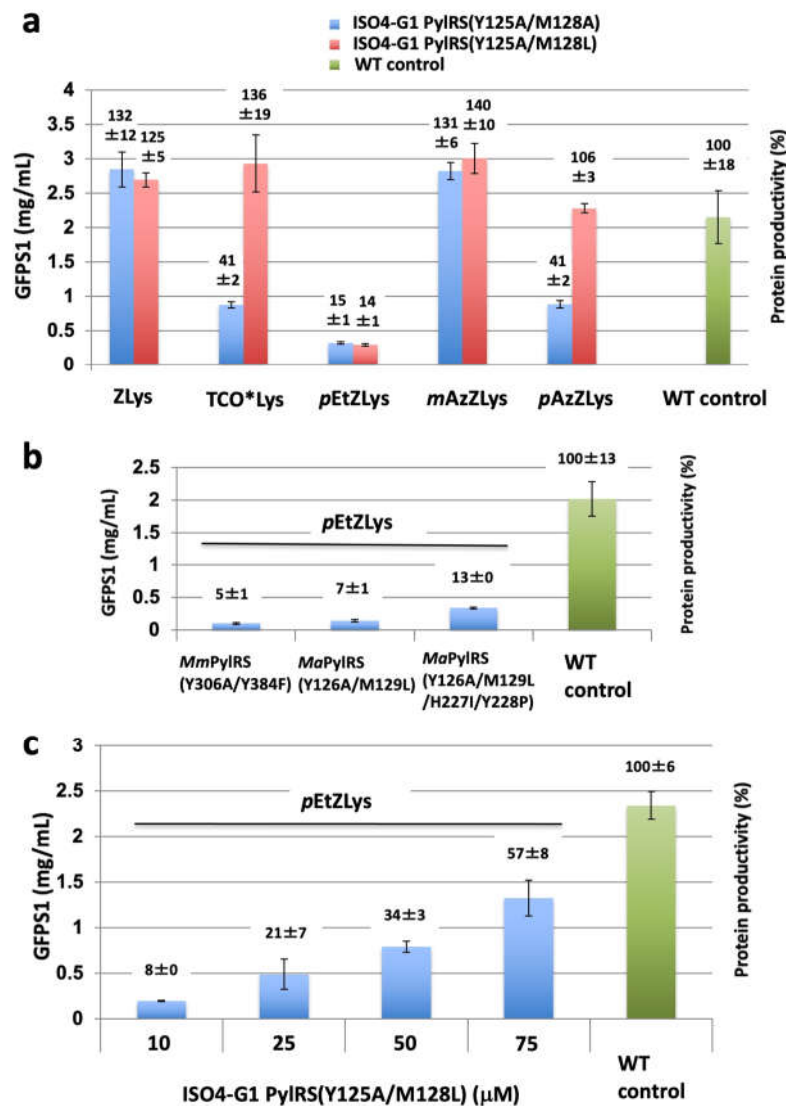 a
ISO4-G1 PylRS(Y125A/M128A)
ISO4-G1 PylRS(Y125A/M128L)
WT control
GFPS1 (mg/mL)
Protein productivity (%)
4
3.5
3
2.5
2
1.5
1
0.5
0
132
±12
125
±5
41
±2
136
±19
15
±1
14
±1
131
±6
140
±10
41
±2
106
±3
100
±18
ZLys
TCO*Lys
pEtZLys
mAzZLys
pAzZLys
WT control
b
GFPS1 (mg/mL)
Protein productivity (%)
2.5
2
1.5
1
0.5
0
pEtZLys
5±1
7±1
13±0
100±13
MmPylRS
(Y306A/Y384F)
MaPylRS
(Y126A/M129L)
MaPylRS
(Y126A/M129L
/H227I/Y228P)
WT
control
c
GFPS1 (mg/mL)
Protein productivity (%)
3
2.5
2
1.5
1
0.5
0
pEtZLys
8±0
21±7
34±3
57±8
100±6
10
25
50
75
WT
control
ISO4-G1 PylRS(Y125A/M128L) (μM)